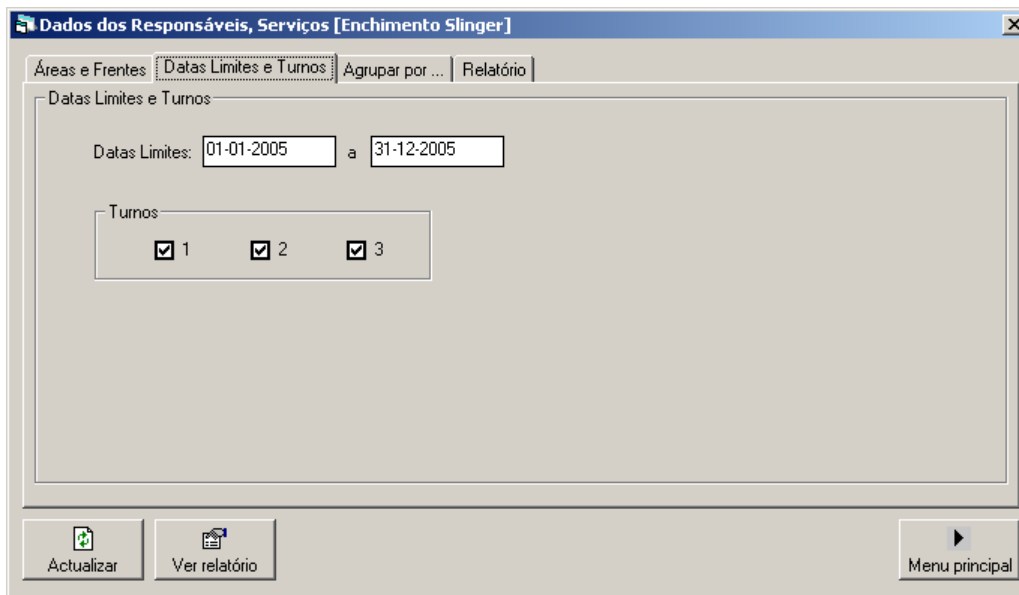 Dados dos Responsáveis, Serviços [Enchimento Slinger]
Áreas e Frentes Datas Limites e Turnos Agrupar por ... Relatório
Datas Limites e Turnos
Datas Limites: 01-01-2005 a 31-12-2005
Turnos
1 2 3
Actualizar Ver relatório Menu principal